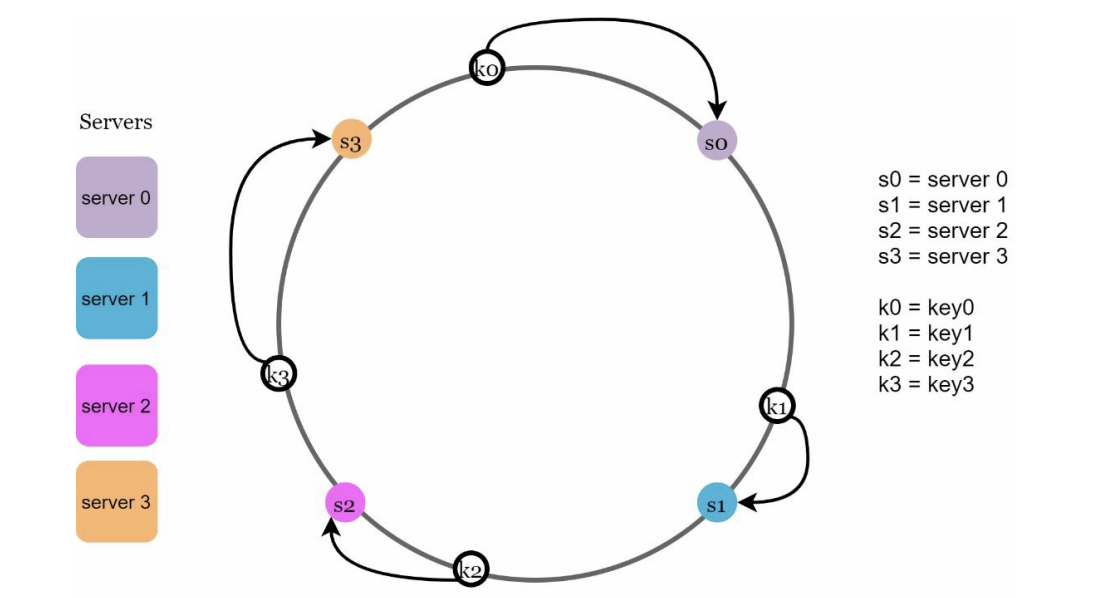 Servers
server 0
server 1
server 2
server 3
k0
s0
k1
s1
k2
s2
k3
s3
s0 = server 0
s1 = server 1
s2 = server 2
s3 = server 3
k0 = key0
k1 = key1
k2 = key2
k3 = key3